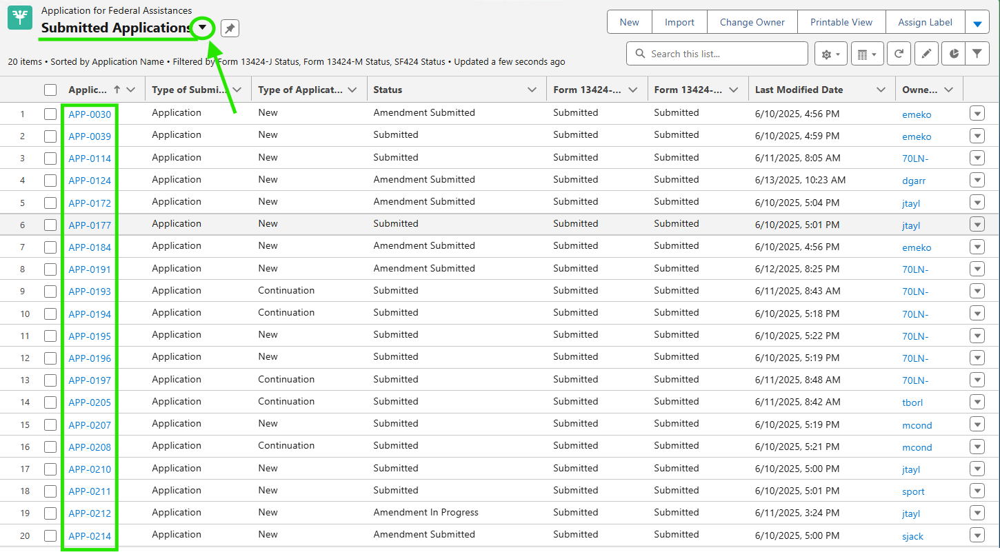 Application for Federal Assistances
Submitted Applications
New Import Change Owner Printable View Assign Label
20 items • Sorted by Application Name • Filtered by Form 13424-J Status, Form 13424-M Status, SF424 Status • Updated a few seconds ago
Search this list...
Applic... Type of Submi... Type of Applicat... Status Form 13424-... Form 13424-... Last Modified Date Owne...
1 APP-0030 Application New Amendment Submitted Submitted Submitted 6/10/2025, 4:56 PM emeko
2 APP-0039 Application New Submitted Submitted Submitted 6/10/2025, 4:59 PM emeko
3 APP-0114 Application New Submitted Submitted Submitted 6/11/2025, 8:05 AM 70LN-
4 APP-0124 Application New Amendment Submitted Submitted Submitted 6/13/2025, 10:23 AM dgarr
5 APP-0172 Application New Amendment Submitted Submitted Submitted 6/10/2025, 5:04 PM jtayl
6 APP-0177 Application New Submitted Submitted Submitted 6/10/2025, 5:01 PM jtayl
7 APP-0184 Application New Amendment Submitted Submitted Submitted 6/10/2025, 4:56 PM emeko
8 APP-0191 Application New Amendment Submitted Submitted Submitted 6/12/2025, 8:25 PM 70LN-
9 APP-0193 Application Continuation Submitted Submitted Submitted 6/11/2025, 8:43 AM 70LN-
10 APP-0194 Application Continuation Submitted Submitted Submitted 6/10/2025, 5:18 PM 70LN-
11 APP-0195 Application New Submitted Submitted Submitted 6/10/2025, 5:22 PM 70LN-
12 APP-0196 Application New Submitted Submitted Submitted 6/10/2025, 5:19 PM 70LN-
13 APP-0197 Application Continuation Submitted Submitted Submitted 6/11/2025, 8:48 AM 70LN-
14 APP-0205 Application Continuation Submitted Submitted Submitted 6/11/2025, 8:42 AM tborl
15 APP-0207 Application New Submitted Submitted Submitted 6/10/2025, 5:19 PM mcond
16 APP-0208 Application Continuation Submitted Submitted Submitted 6/10/2025, 5:21 PM mcond
17 APP-0210 Application New Submitted Submitted Submitted 6/10/2025, 5:00 PM jtayl
18 APP-0211 Application New Submitted Submitted Submitted 6/10/2025, 5:01 PM sport
19 APP-0212 Application New Amendment In Progress Submitted Submitted 6/11/2025, 3:24 PM jtayl
20 APP-0214 Application New Amendment Submitted Submitted Submitted 6/10/2025, 5:00 PM sjack